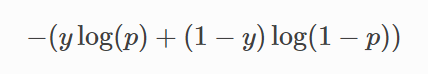 −(y log(p) + (1 − y) log(1 − p))